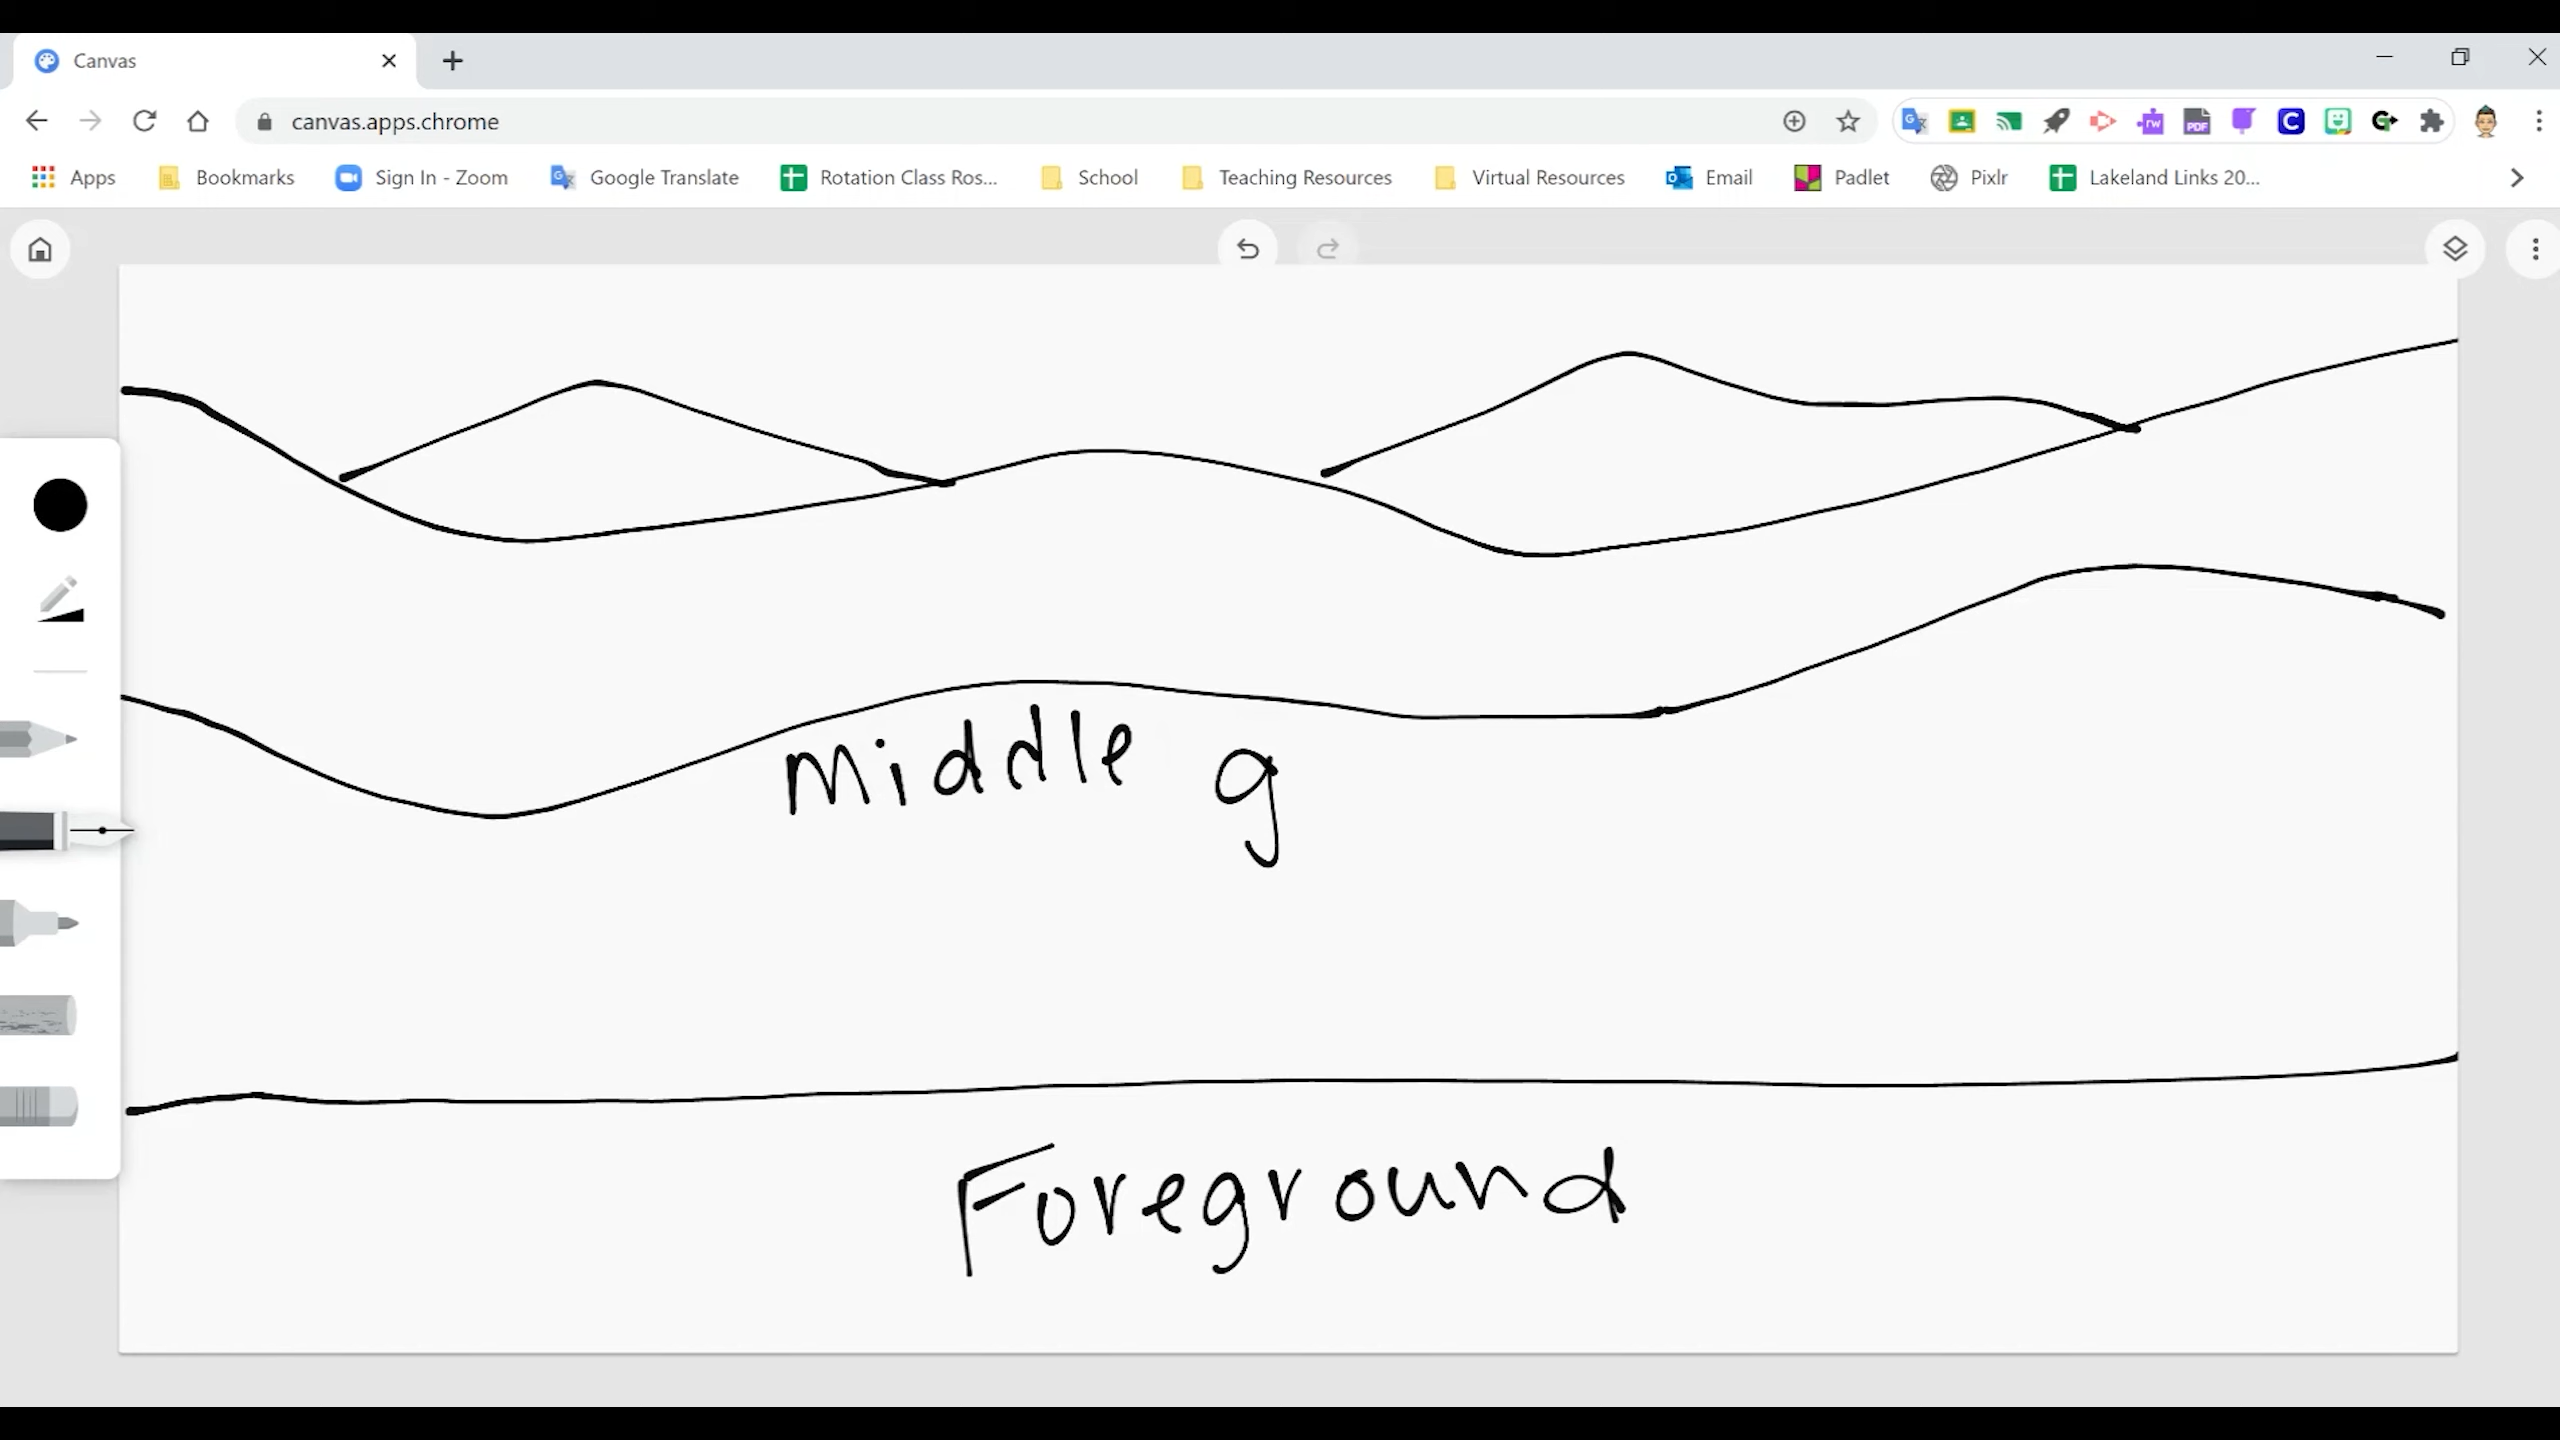 Canvas
canvas.apps.chrome
Apps Bookmarks Sign In - Zoom Google Translate Rotation Class Ros... School Teaching Resources Virtual Resources Email Padlet Pixlr Lakeland Links 20...
Middle g
Foreground